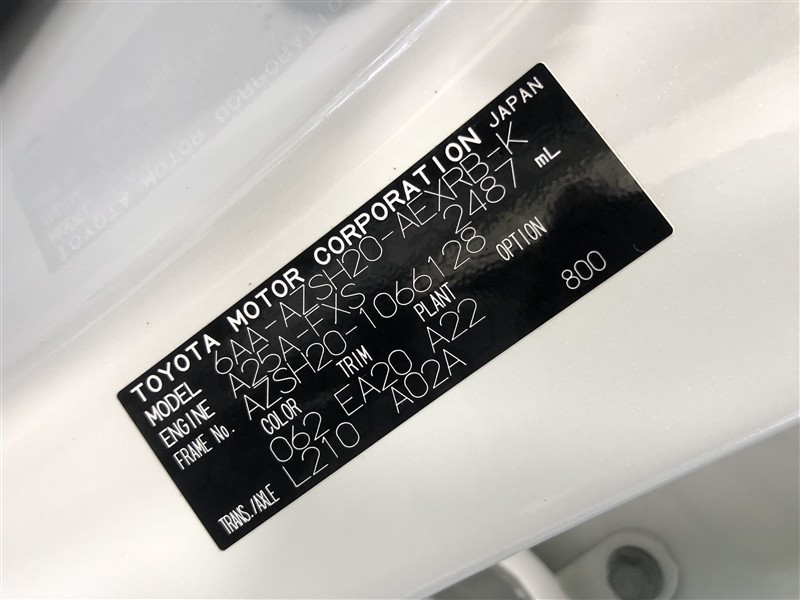 TOYOTA MOTOR CORPORATION JAPAN
MODEL 6AA-AZSH20-AEXRB-K
ENGINE A25A-FXS 2487 mL
FRAME No. AZSH20-1066128
COLOR TRIM PLANT OPTION
062 EA20 A22 800
TRANS./AXLE L210 A02A